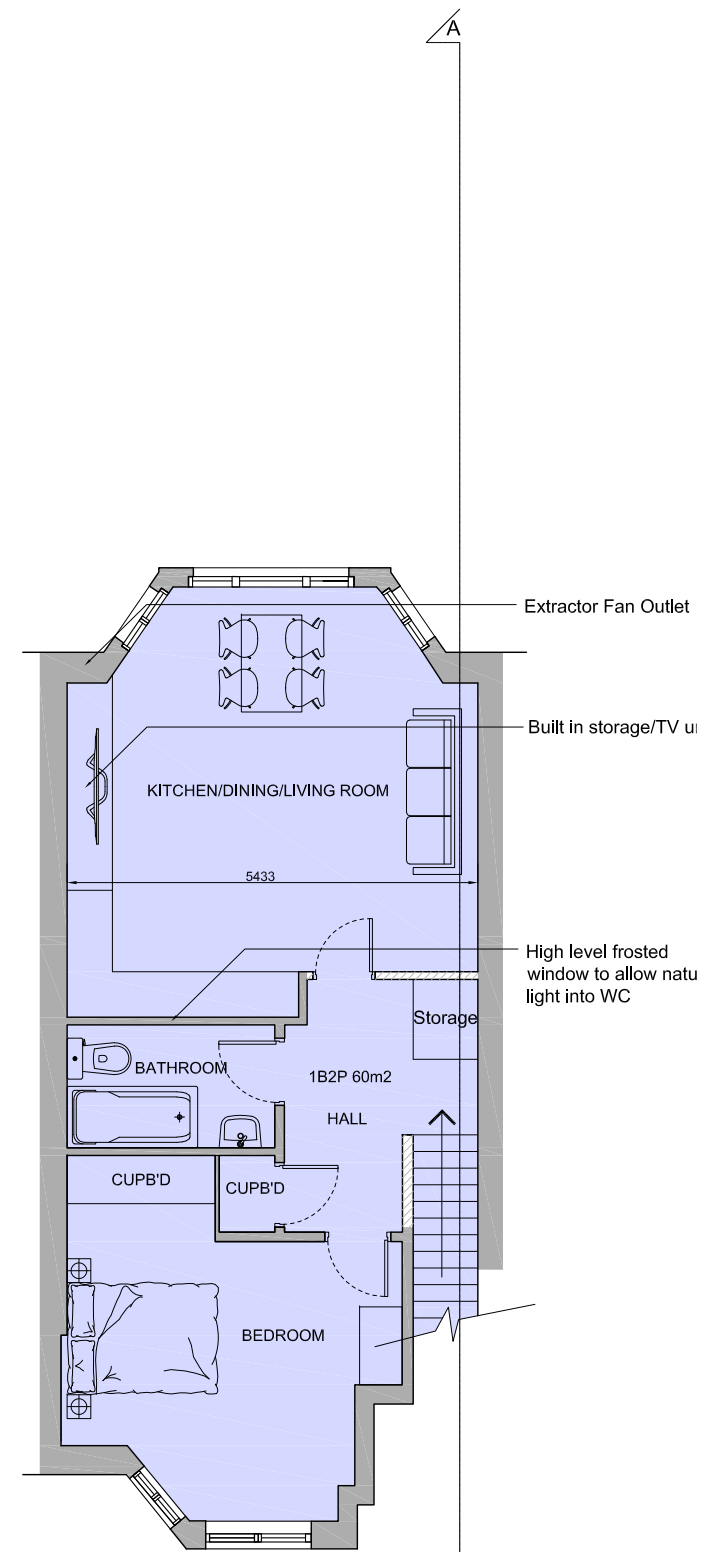 A
Extractor Fan Outlet
Built in storage/TV
KITCHEN/DINING/LIVING ROOM
5433
High level frosted
window to allow
light into WC
Storage
BATHROOM
1B2P 60m2
HALL
CUPB'D
CUPB'D
BEDROOM